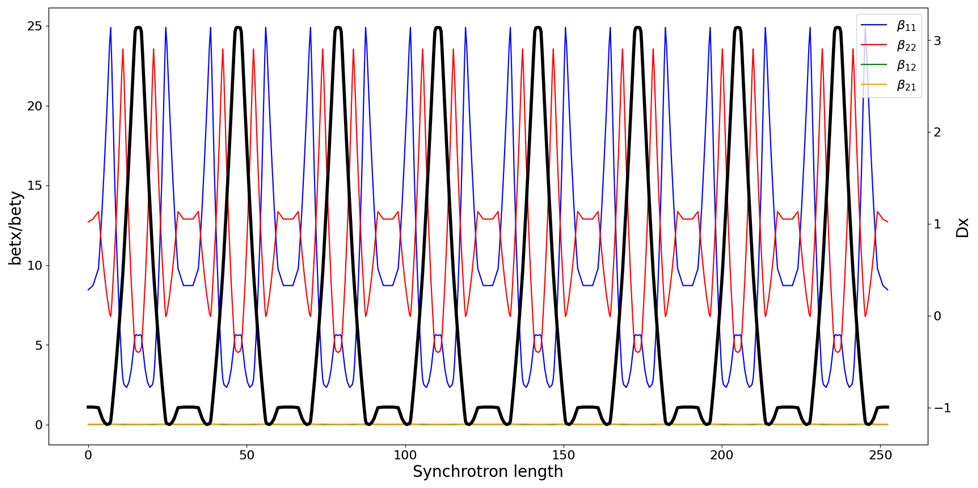 25
20
15
10
5
0
betx/bety
0
50
100
150
200
250
Synchrotron length
3
2
1
0
−1
Dx
β₁₁
β₂₂
β₁₂
β₂₁